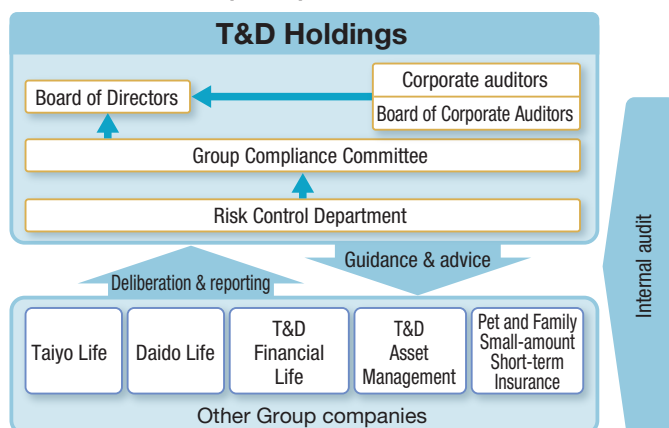 T&D Holdings
Board of Directors
Corporate auditors
Board of Corporate Auditors
Group Compliance Committee
Risk Control Department
Deliberation & reporting
Guidance & advice
Internal audit
Taiyo Life
Daido Life
T&D
Financial
Life
T&D
Asset
Management
Pet and Family
Small-amount
Short-term
Insurance
Other Group companies